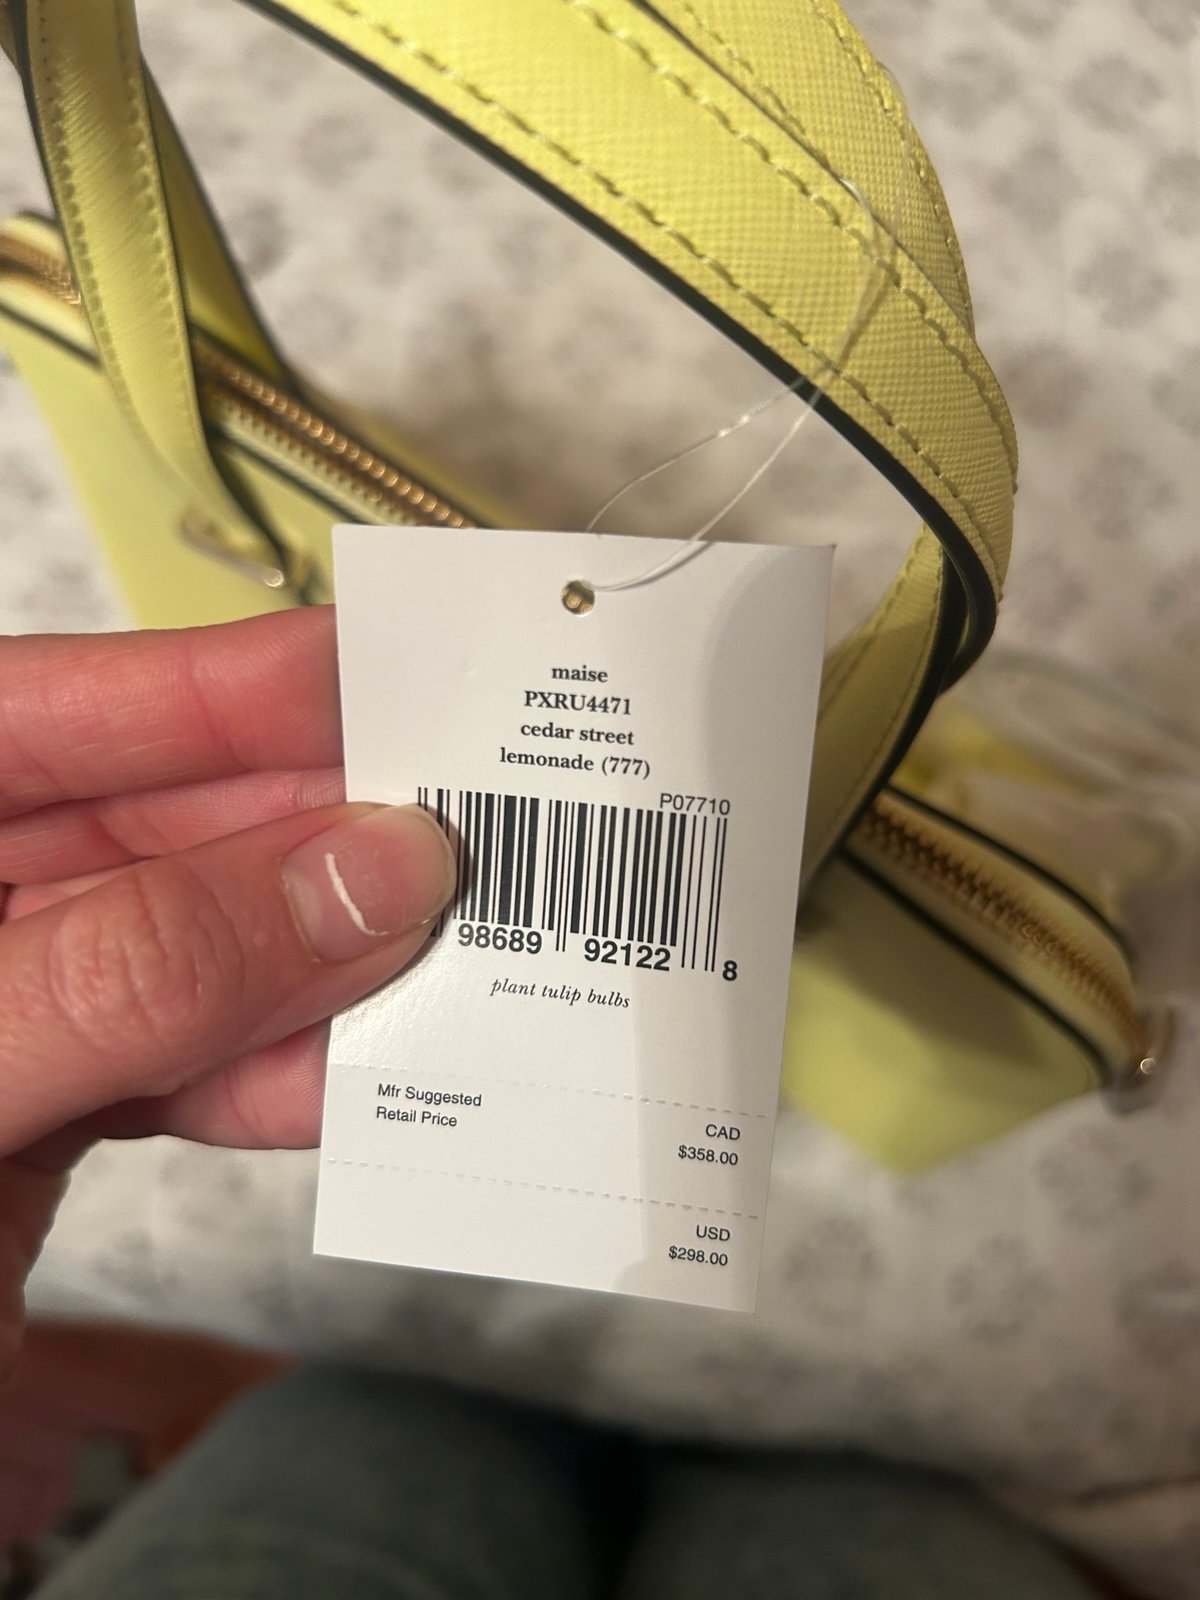 maise
PXRU4471
cedar street
lemonade (777)
P07710
98689 92122 8
plant tulip bulbs
Mfr Suggested
Retail Price
CAD
$358.00
USD
$298.00